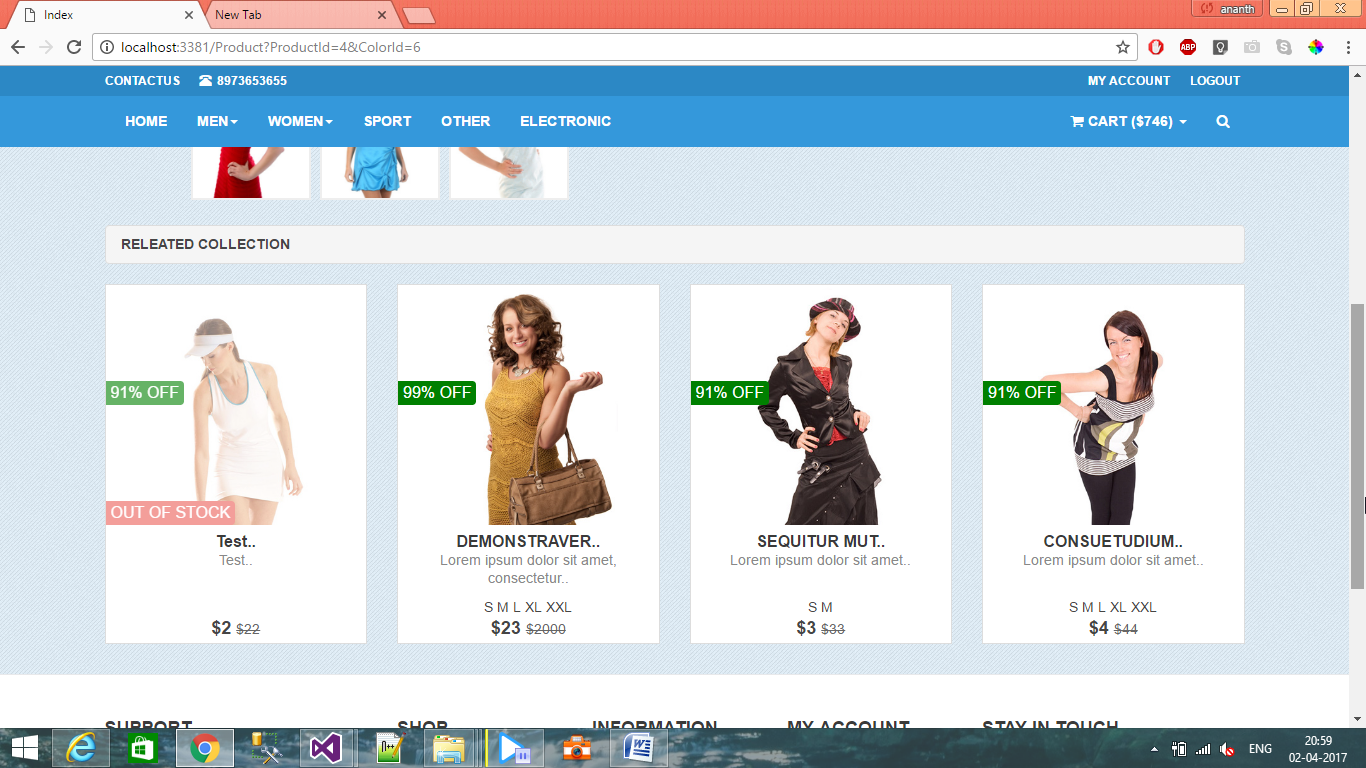 Index
New Tab
ananth
localhost:3381/Product?ProductId=4&ColorId=6
ABP
CONTACTUS 8973653655 MY ACCOUNT LOGOUT
HOME MEN WOMEN SPORT OTHER ELECTRONIC CART ($746)
RELEATED COLLECTION
91% OFF
OUT OF STOCK
Test..
Test..
$2 $22
99% OFF
DEMONSTRAVER..
Lorem ipsum dolor sit amet,
consectetur..
S M L XL XXL
$23 $2000
91% OFF
SEQUITUR MUT..
Lorem ipsum dolor sit amet..
S M
$3 $33
91% OFF
CONSUETUDIUM..
Lorem ipsum dolor sit amet..
S M L XL XXL
$4 $44
SUPPORT SHOP INFORMATION MY ACCOUNT STAY IN TOUCH
ENG
20:59
02-04-2017